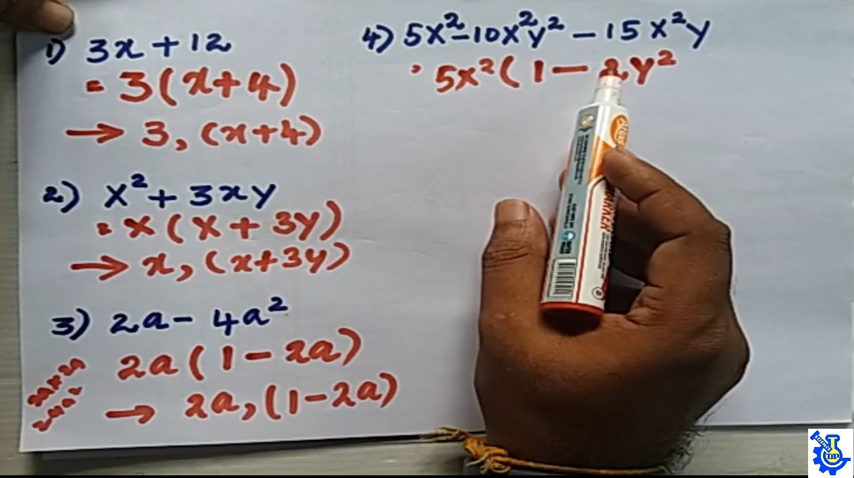 1) 3x + 12
= 3 (x + 4)
→ 3, (x + 4)
2) x² + 3xy
= x (x + 3y)
→ x, (x + 3y)
3) 2a - 4a²
2a (1 - 2a)
→ 2a, (1 - 2a)
4) 5x² - 10x²y² - 15x²y
5x² ( 1 - 2y²